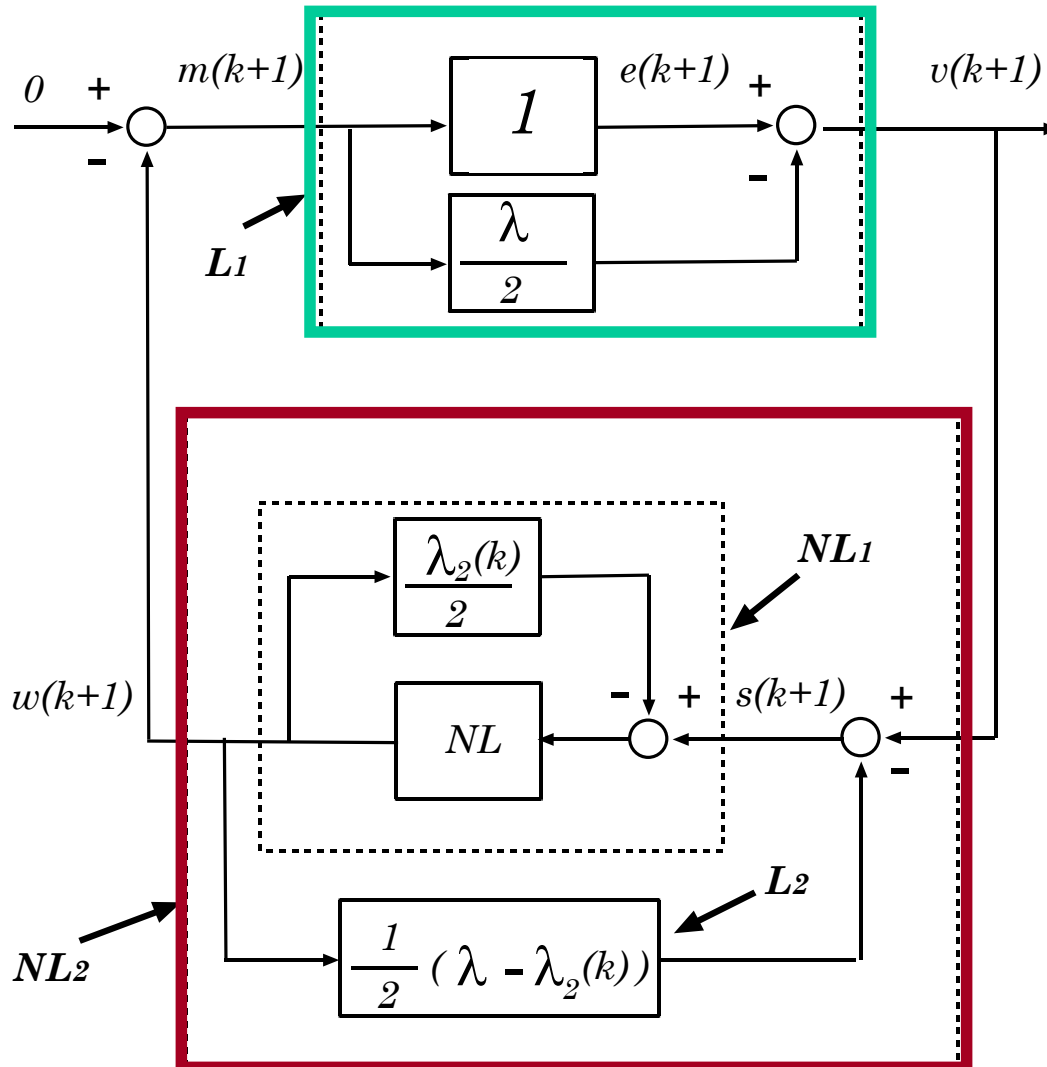 0 + m(k+1) 1 e(k+1) + v(k+1)
- -
λ/2
L1
λ2(k)/2
NL1
w(k+1) NL - + s(k+1) +
-
L2
1/2 ( λ - λ2(k) )
NL2